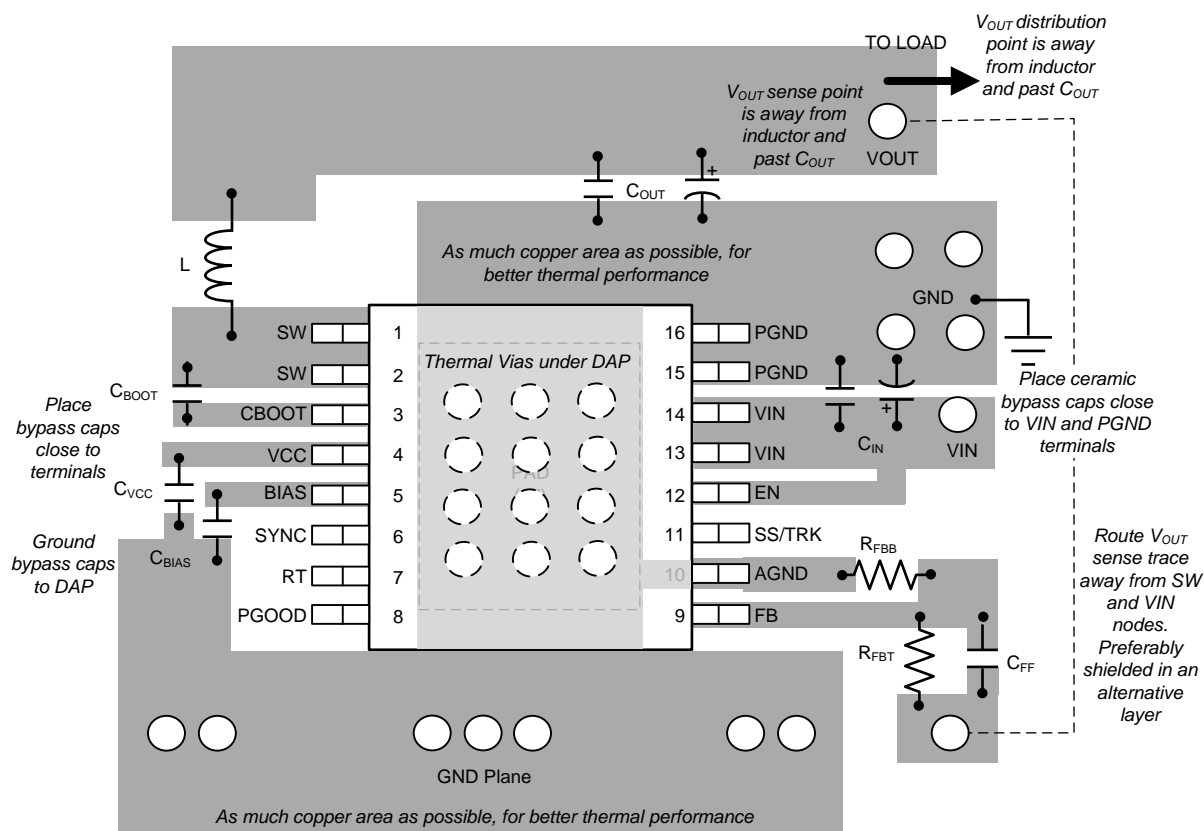 TO LOAD
VOUT distribution
point is away
from inductor
and past COUT
VOUT sense point
is away from
inductor and
past COUT
VOUT
COUT
L
As much copper area as possible, for
better thermal performance
GND
SW
1
16
PGND
SW
2
15
PGND
Thermal Vias under DAP
CBOOT
CBOOT
3
14
VIN
VCC
4
13
VIN
BIAS
5
12
EN
SYNC
6
11
SS/TRK
RT
7
10
AGND
PGOOD
8
9
FB
PAD
Place
bypass caps
close to
terminals
CVCC
CBIAS
Ground
bypass caps
to DAP
CIN
VIN
Place ceramic
bypass caps close
to VIN and PGND
terminals
RFBB
RFBT
CFF
Route VOUT
sense trace
away from SW
and VIN
nodes.
Preferably
shielded in an
alternative
layer
GND Plane
As much copper area as possible, for better thermal performance